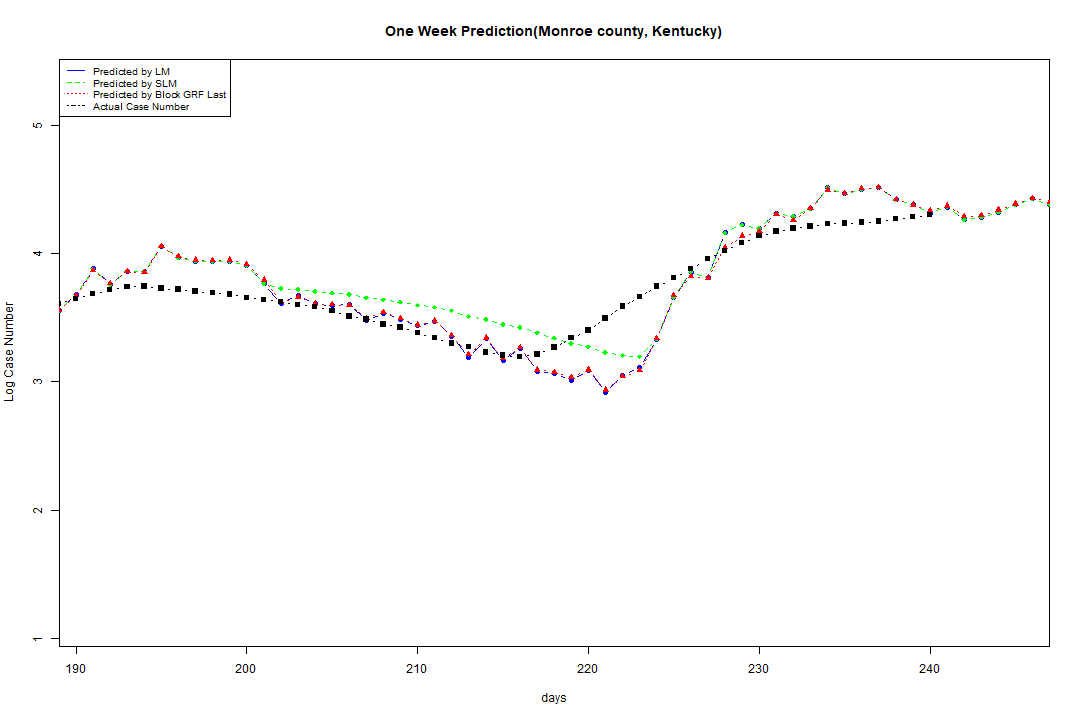 One Week Prediction(Monroe county, Kentucky)
Predicted by LM
Predicted by SLM
Predicted by Block GRF Last
Actual Case Number
5
4
3
2
1
Log Case Number
190 200 210 220 230 240
days